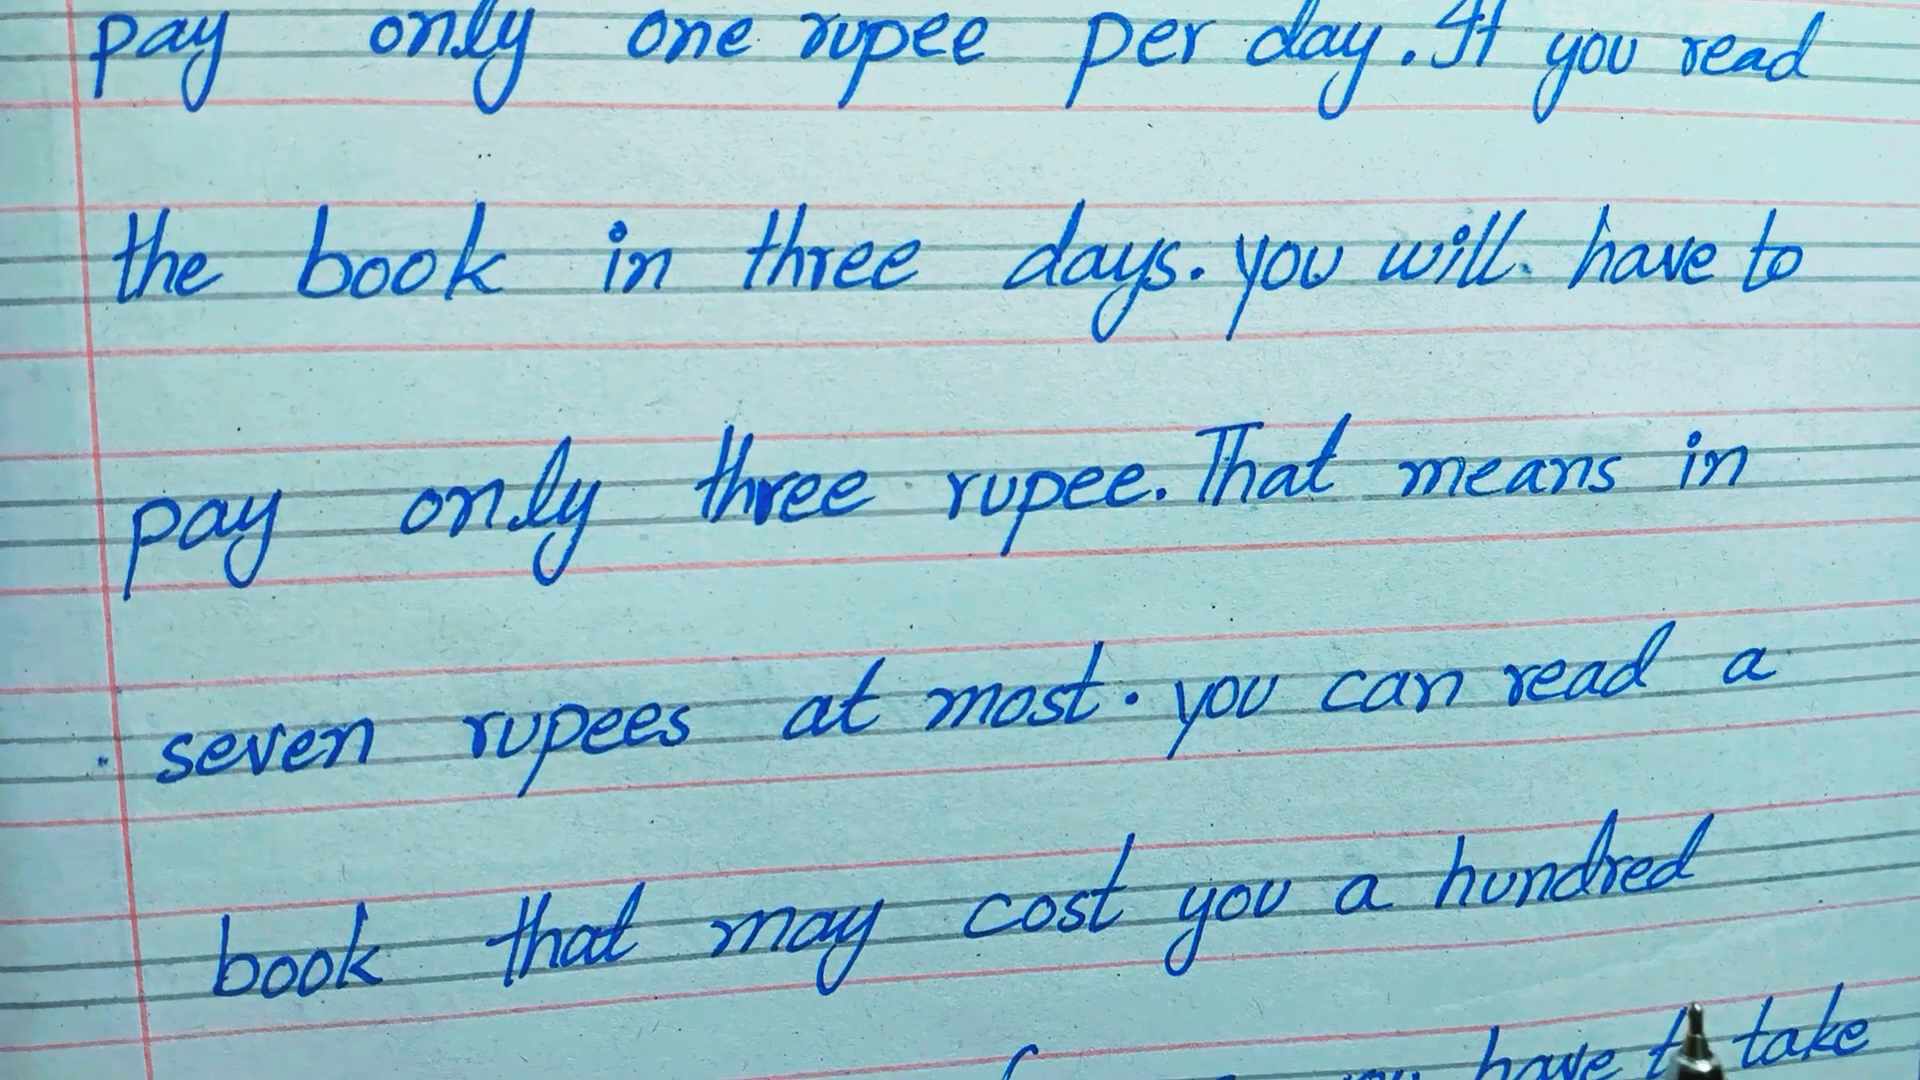 pay only one rupee per day. If you read
the book in three days. you will. have to
pay only three rupee. That means in
seven rupees at most. you can read a
book that may cost you a hundred
have to take